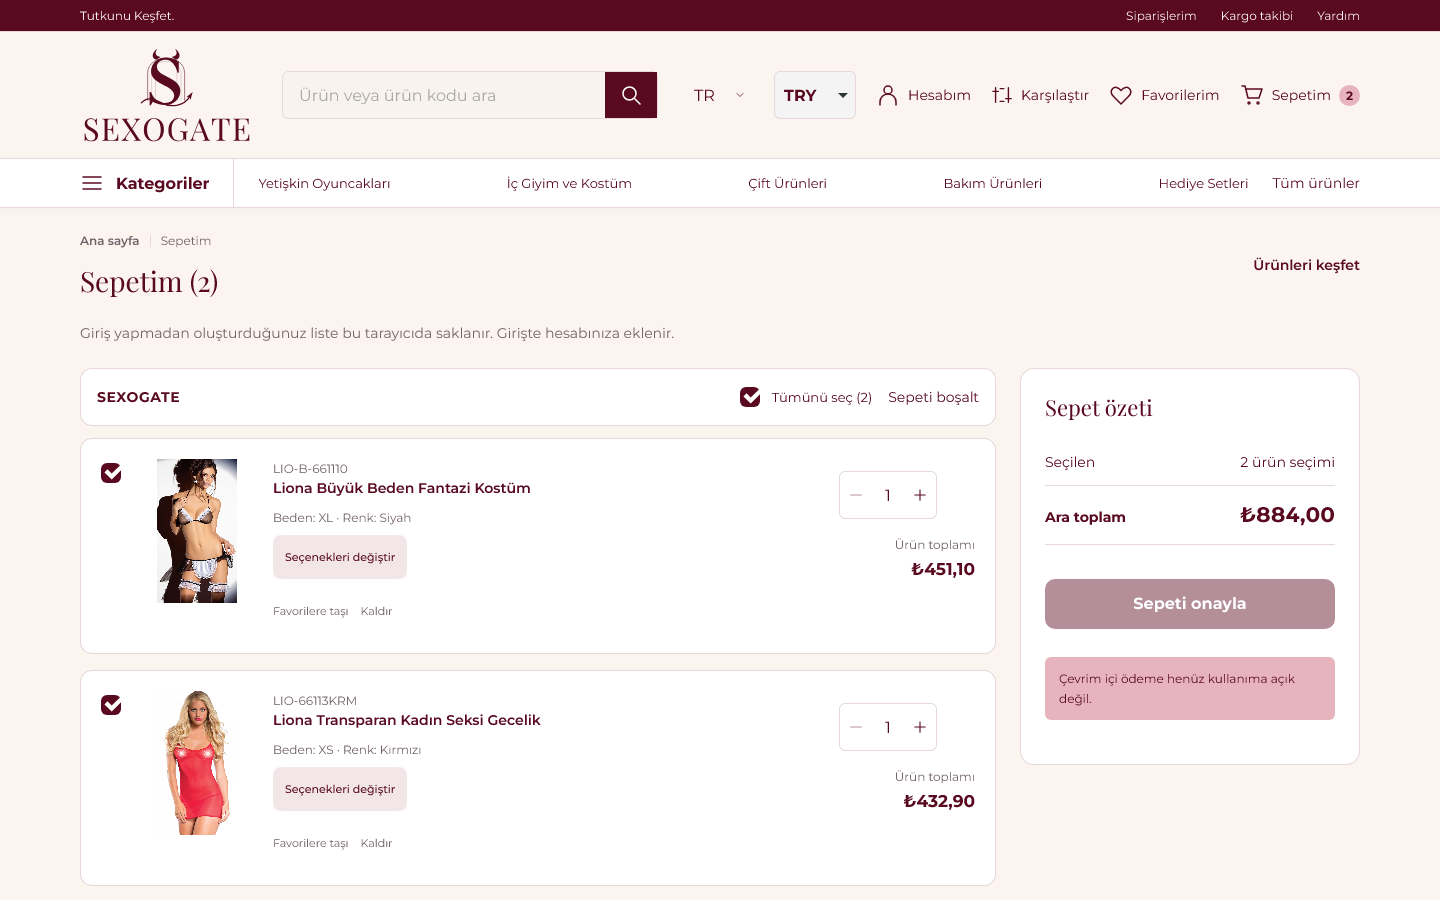 Tutkunu Keşfet.
Siparişlerim
Kargo takibi
Yardım
SEXOGATE
Ürün veya ürün kodu ara
TR
TRY
Hesabım
Karşılaştır
Favorilerim
Sepetim 2
Kategoriler
Yetişkin Oyuncakları
İç Giyim ve Kostüm
Çift Ürünleri
Bakım Ürünleri
Hediye Setleri
Tüm ürünler
Ana sayfa
Sepetim
Sepetim (2)
Ürünleri keşfet
Giriş yapmadan oluşturduğunuz liste bu tarayıcıda saklanır. Girişte hesabınıza eklenir.
SEXOGATE
Tümünü seç (2)
Sepeti boşalt
LIO-B-661110
Liona Büyük Beden Fantazi Kostüm
Beden: XL · Renk: Siyah
Seçenekleri değiştir
Favorilere taşı
Kaldır
1
Ürün toplamı
₺451,10
LIO-66113KRM
Liona Transparan Kadın Seksi Gecelik
Beden: XS · Renk: Kırmızı
Seçenekleri değiştir
Favorilere taşı
Kaldır
1
Ürün toplamı
₺432,90
Sepet özeti
Seçilen
2 ürün seçimi
Ara toplam
₺884,00
Sepeti onayla
Çevrim içi ödeme henüz kullanıma açık
değil.